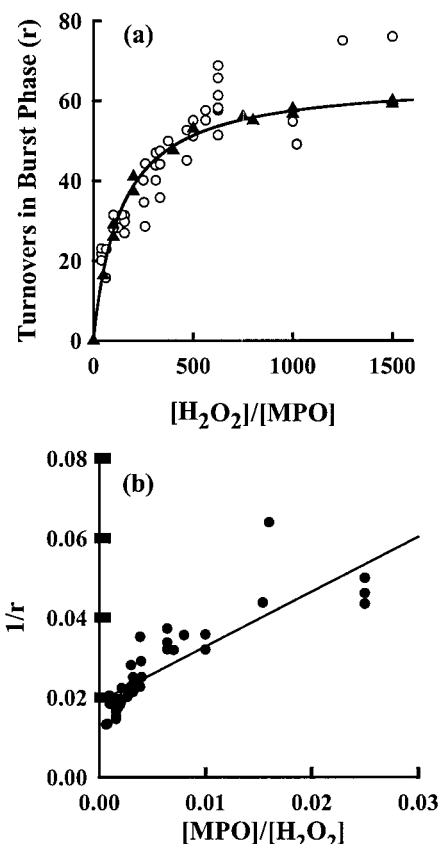 80
(a)
60
40
20
0
Turnovers in Burst Phase (r)
0 500 1000 1500
[H₂O₂]/[MPO]
0.08
(b)
0.06
0.04
0.02
0.00
1/r
0.00 0.01 0.02 0.03
[MPO]/[H₂O₂]